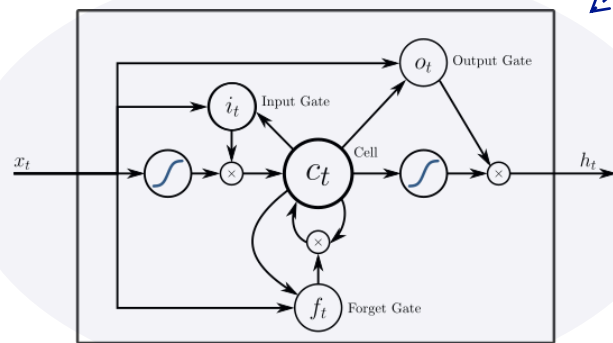 o_t Output Gate
i_t Input Gate
x_t
×
c_t
Cell
×
h_t
×
f_t Forget Gate